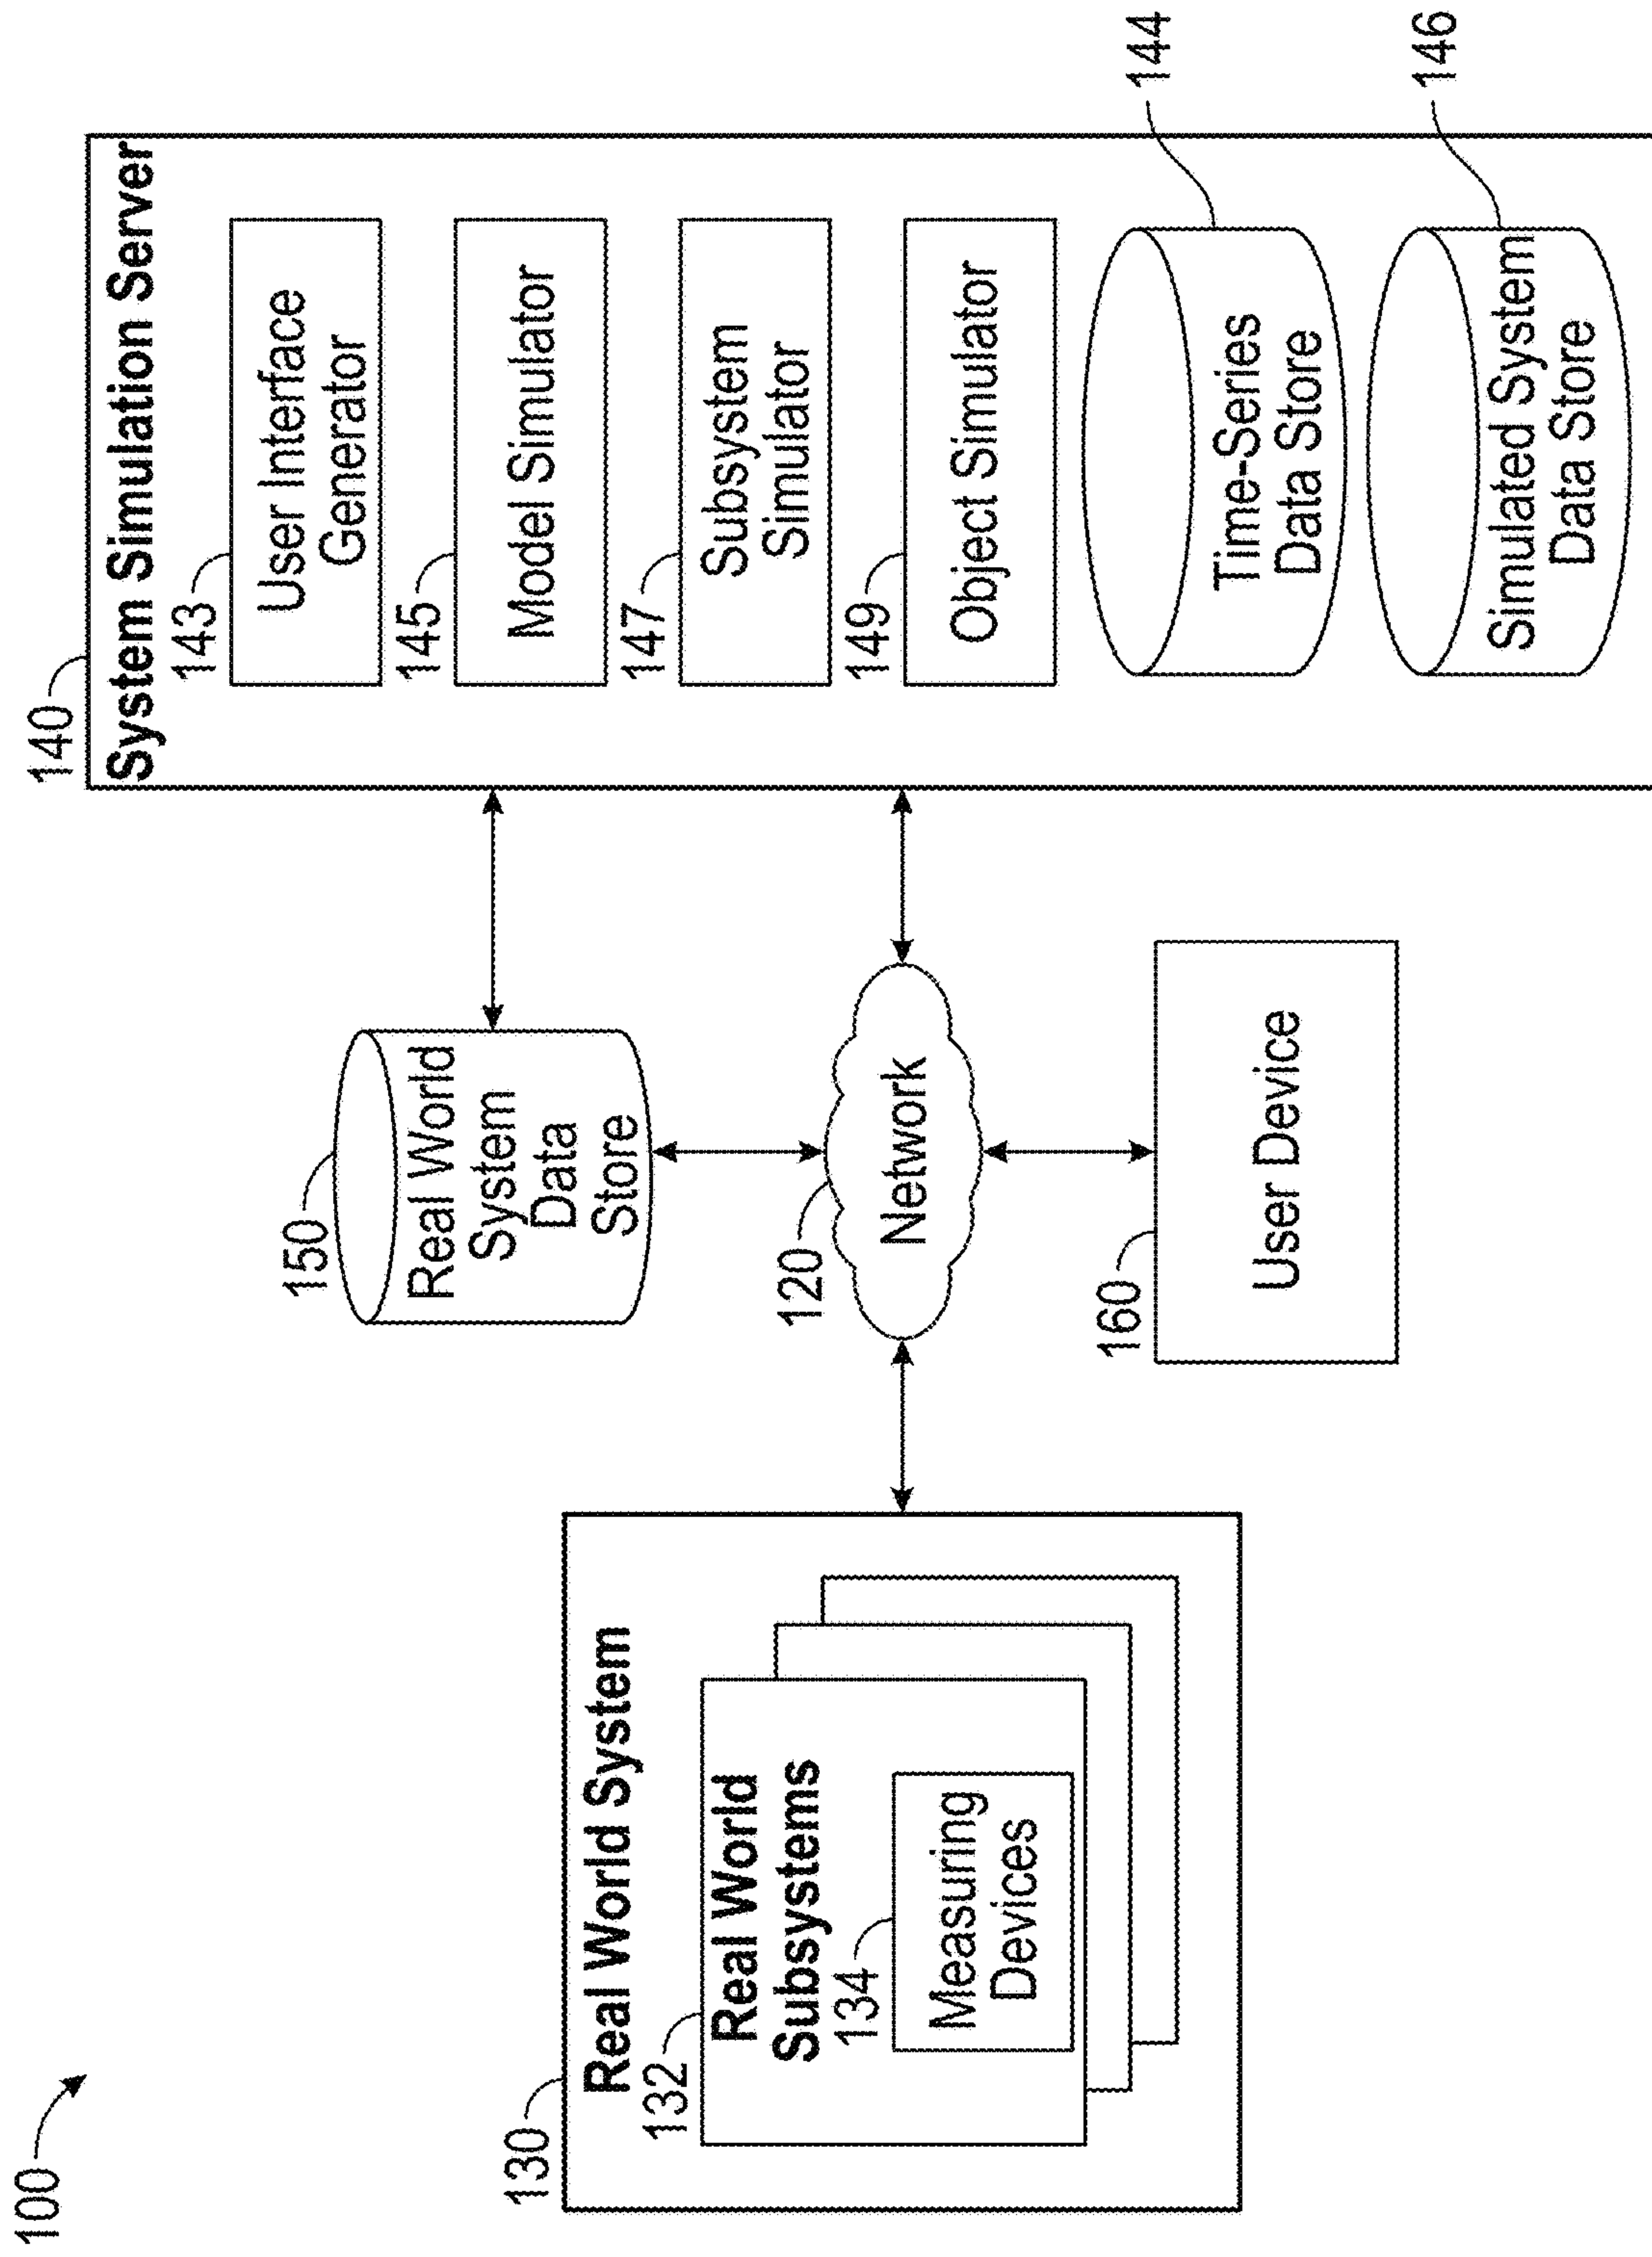 100
130
Real World System
132
Real World
Subsystems
134
Measuring
Devices
150
Real World
System
Data
Store
120
Network
160
User Device
140
System Simulation Server
143
User Interface
Generator
145
Model Simulator
147
Subsystem
Simulator
149
Object Simulator
Time-Series
Data Store
144
Simulated System
Data Store
146